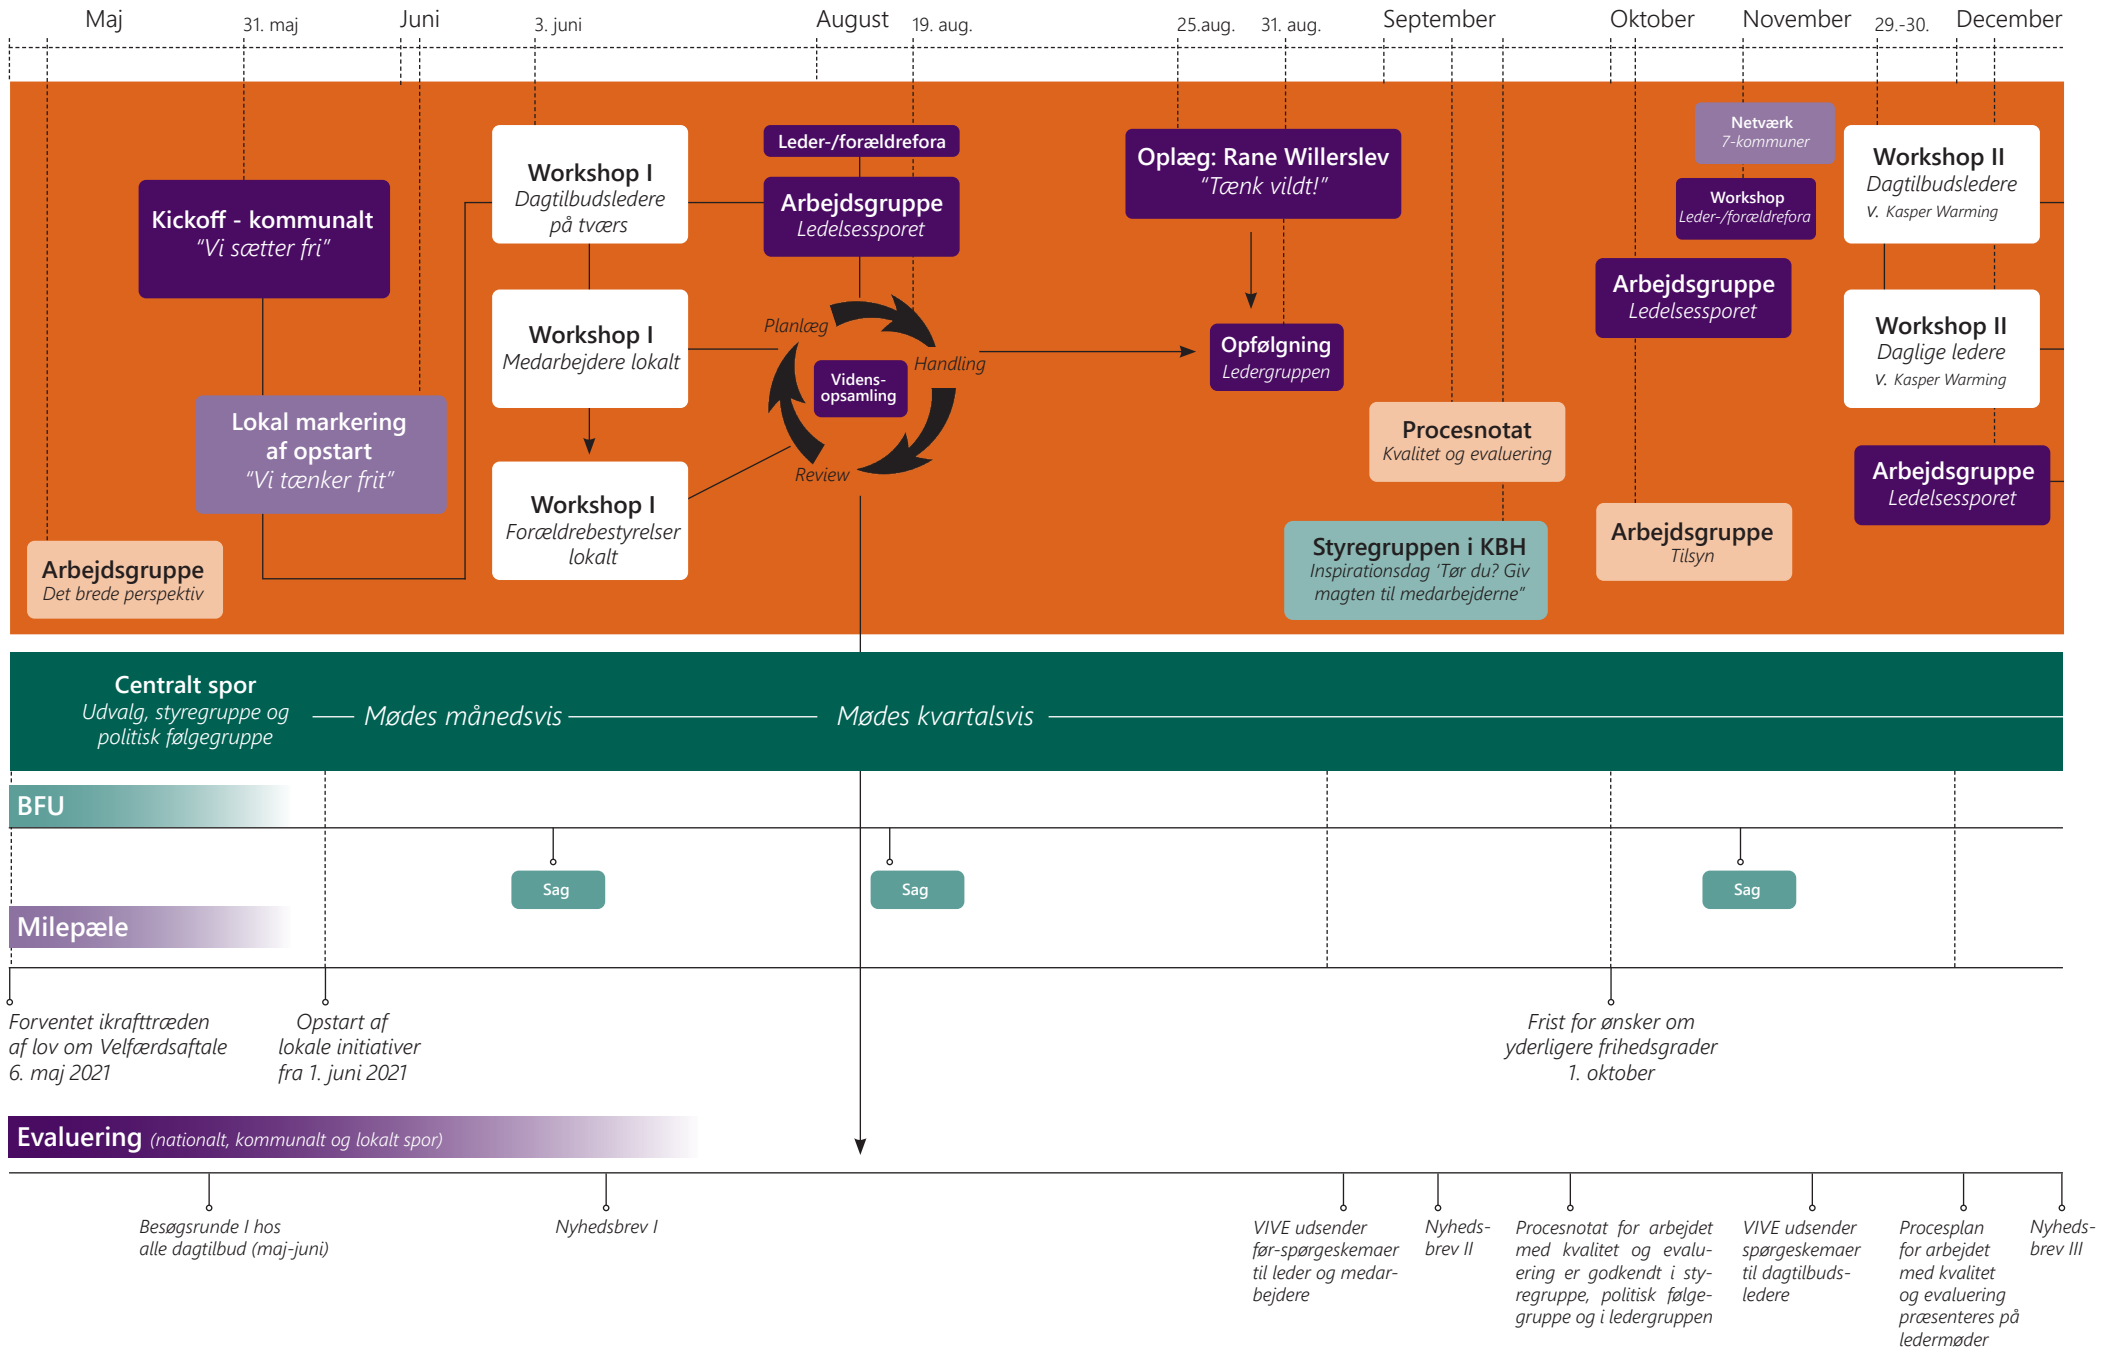 Maj
31. maj
Juni
3. juni
August
19. aug.
25.aug.
31. aug.
September
Oktober
November
29.-30.
December
Kickoff - kommunalt
“Vi sætter fri”
Lokal markering
af opstart
“Vi tænker frit”
Arbejdsgruppe
Det brede perspektiv
Workshop I
Dagtilbudsledere
på tværs
Workshop I
Medarbejdere lokalt
Workshop I
Forældrebestyrelser
lokalt
Leder-/forældrefora
Arbejdsgruppe
Ledelsessporet
Planlæg
Handling
Videns-
opsamling
Review
Oplæg: Rane Willerslev
“Tænk vildt!”
Opfølgning
Ledergruppen
Procesnotat
Kvalitet og evaluering
Styregruppen i KBH
Inspirationsdag ‘Tør du? Giv
magten til medarbejderne”
Netværk
7-kommuner
Workshop
Leder-/forældrefora
Arbejdsgruppe
Ledelsessporet
Arbejdsgruppe
Tilsyn
Workshop II
Dagtilbudsledere
v. Kasper Warming
Workshop II
Daglige ledere
v. Kasper Warming
Arbejdsgruppe
Ledelsessporet
Centralt spor
Udvalg, styregruppe og
politisk følgegruppe
Mødes månedsvis
Mødes kvartalsvis
BFU
Sag
Sag
Sag
Milepæle
Forventet ikrafttræden
af lov om Velfærdsaftale
6. maj 2021
Opstart af
lokale initiativer
fra 1. juni 2021
Frist for ønsker om
yderligere frihedsgrader
1. oktober
Evaluering (nationalt, kommunalt og lokalt spor)
Besøgsrunde I hos
alle dagtilbud (maj-juni)
Nyhedsbrev I
VIVE udsender
før-spørgeskemaer
til leder og medar-
bejdere
Nyheds-
brev II
Procesnotat for arbejdet
med kvalitet og evalu-
ering er godkendt i sty-
regruppe, politisk følge-
gruppe og i ledergruppen
VIVE udsender
spørgeskemaer
til dagtilbuds-
ledere
Procesplan
for arbejdet
med kvalitet
og evaluering
præsenteres på
ledermøder
Nyheds-
brev III